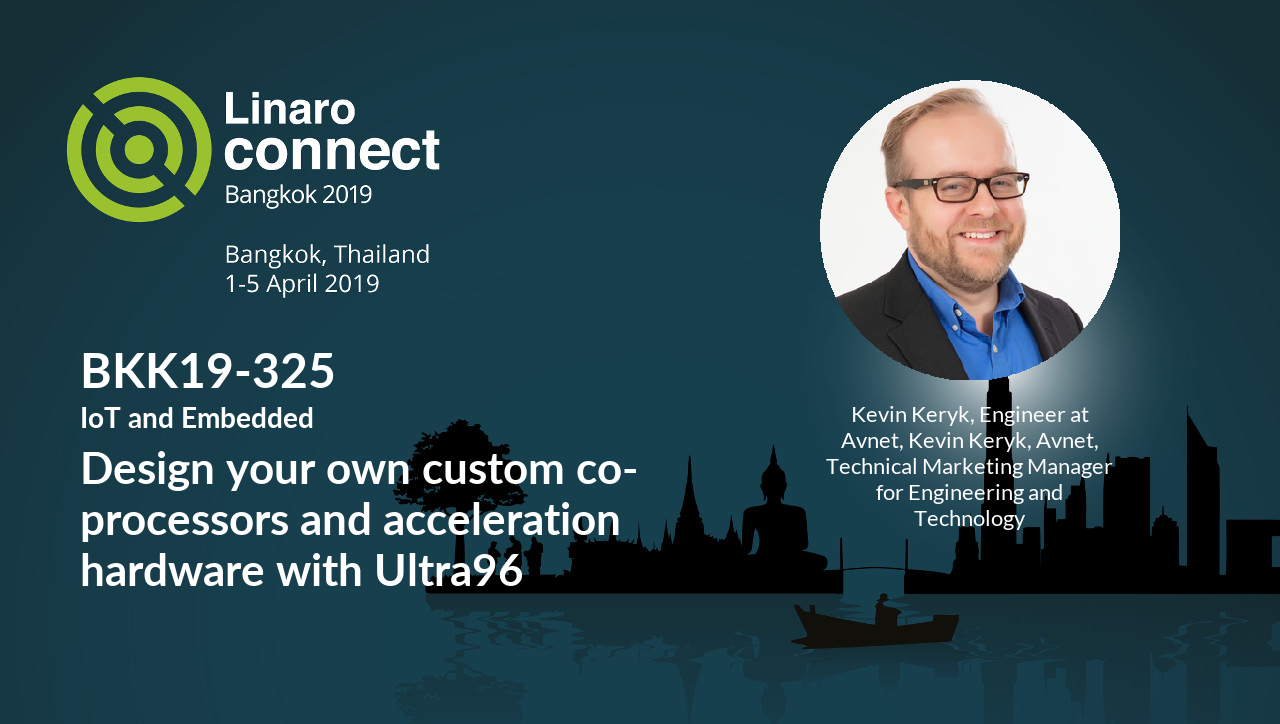 Linaro
connect
Bangkok 2019
Bangkok, Thailand
1-5 April 2019
BKK19-325
IoT and Embedded
Design your own custom co-
processors and acceleration
hardware with Ultra96
Kevin Keryk, Engineer at
Avnet, Kevin Keryk, Avnet,
Technical Marketing Manager
for Engineering and
Technology